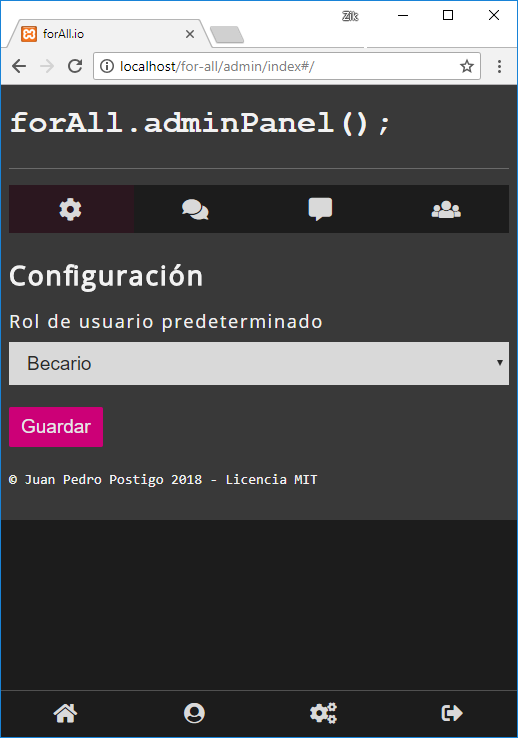 Zik
forAll.io
localhost/for-all/admin/index#/
forAll.adminPanel();
Configuración
Rol de usuario predeterminado
Becario
Guardar
© Juan Pedro Postigo 2018 - Licencia MIT